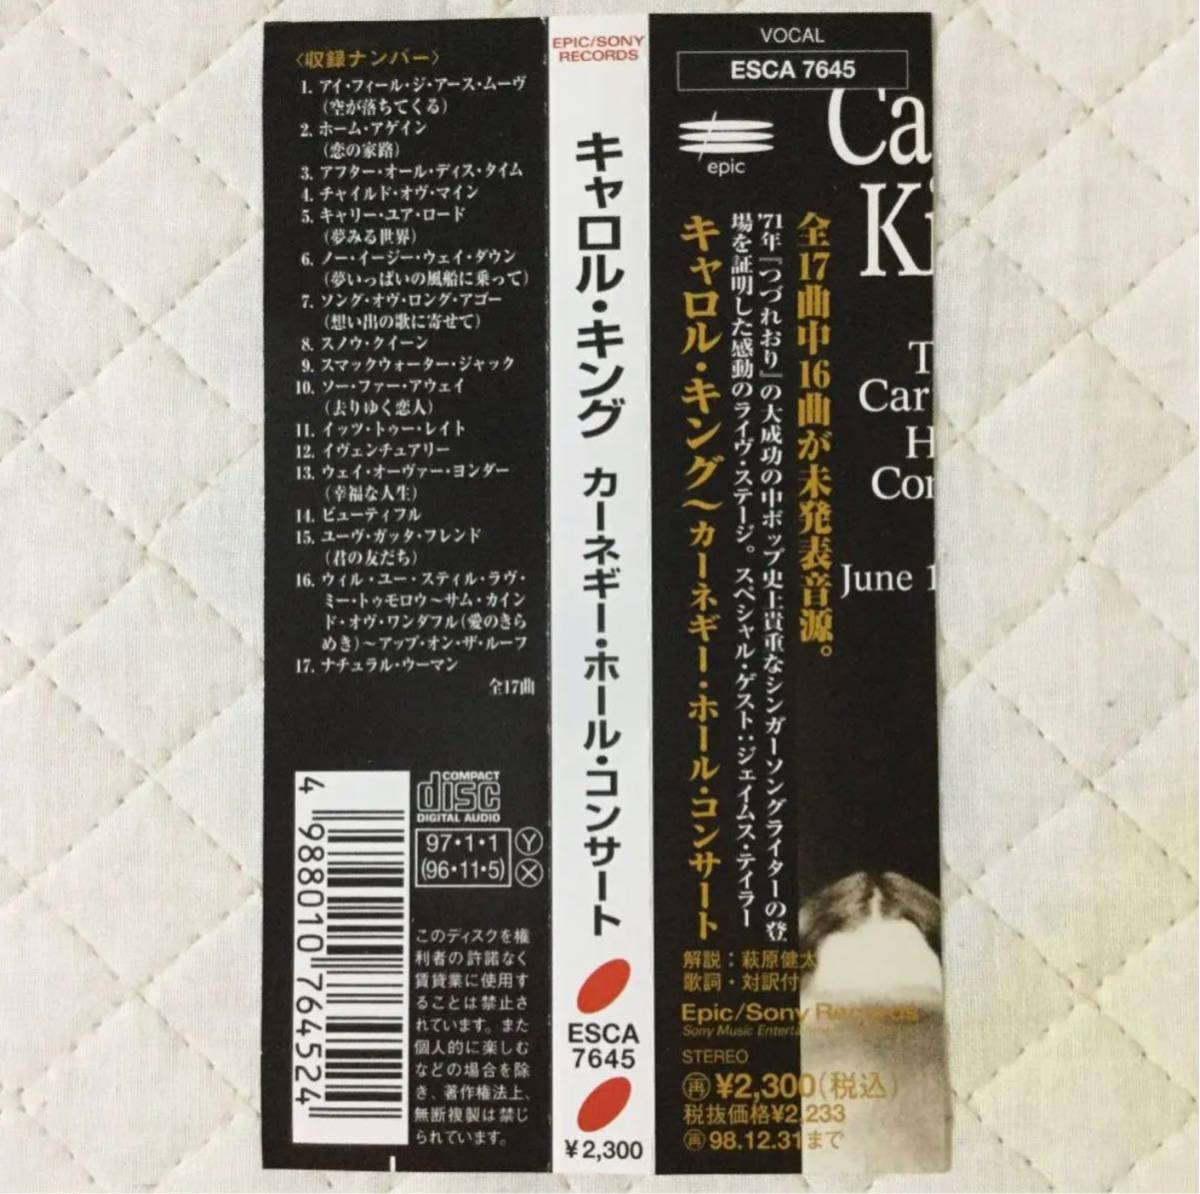 〈収録ナンバー〉
1. アイ・フィール・ジ・アース・ムーヴ
(空が落ちてくる)
2. ホーム・アゲイン
(恋の家路)
3. アフター・オール・ディス・タイム
4. チャイルド・オヴ・マイン
5. キャリー・ユア・ロード
(夢みる世界)
6. ノー・イージー・ウェイ・ダウン
(夢いっぱいの風船に乗って)
7. ソング・オヴ・ロング・アゴー
(想い出の歌に寄せて)
8. スノウ・クイーン
9. スマックウォーター・ジャック
10. ソー・ファー・アウェイ
(去りゆく恋人)
11. イッツ・トゥー・レイト
12. イヴェンチュアリー
13. ウェイ・オーヴァー・ヨンダー
(幸福な人生)
14. ビューティフル
15. ユーヴ・ガッタ・フレンド
(君の友だち)
16. ウィル・ユー・スティル・ラヴ・
ミー・トゥモロウ〜サム・カイン
ド・オヴ・ワンダフル(愛のきら
めき)〜アップ・オン・ザ・ルーフ
17. ナチュラル・ウーマン
全17曲
4 988010 764524
COMPACT
disc
DIGITAL AUDIO
97・1・1
(96・11・5)
Y
X
このディスクを権
利者の許諾なく
賃貸業に使用す
ることは禁止さ
れています。また
個人的に楽しむ
などの場合を除
き、著作権法上、
無断複製は禁じ
られています。
EPIC/SONY
RECORDS
キャロル・キング カーネギー・ホール・コンサート
ESCA
7645
¥2,300
VOCAL
ESCA 7645
epic
Ca
Ki
T
Car
H
Con
June 1
全17曲中16曲が未発表音源。
'71年『つづれおり』の大成功の中ポップ史上貴重なシンガーソングライターの登
場を証明した感動のライヴ・ステージ。スペシャル・ゲスト:ジェイムス・テイラー
キャロル・キング〜カーネギー・ホール・コンサート
解説:萩原健太
歌詞・対訳付
Epic/Sony Records
Sony Music Enterta
STEREO
再 ¥2,300(税込)
税抜価格¥2,233
再 98.12.31まで